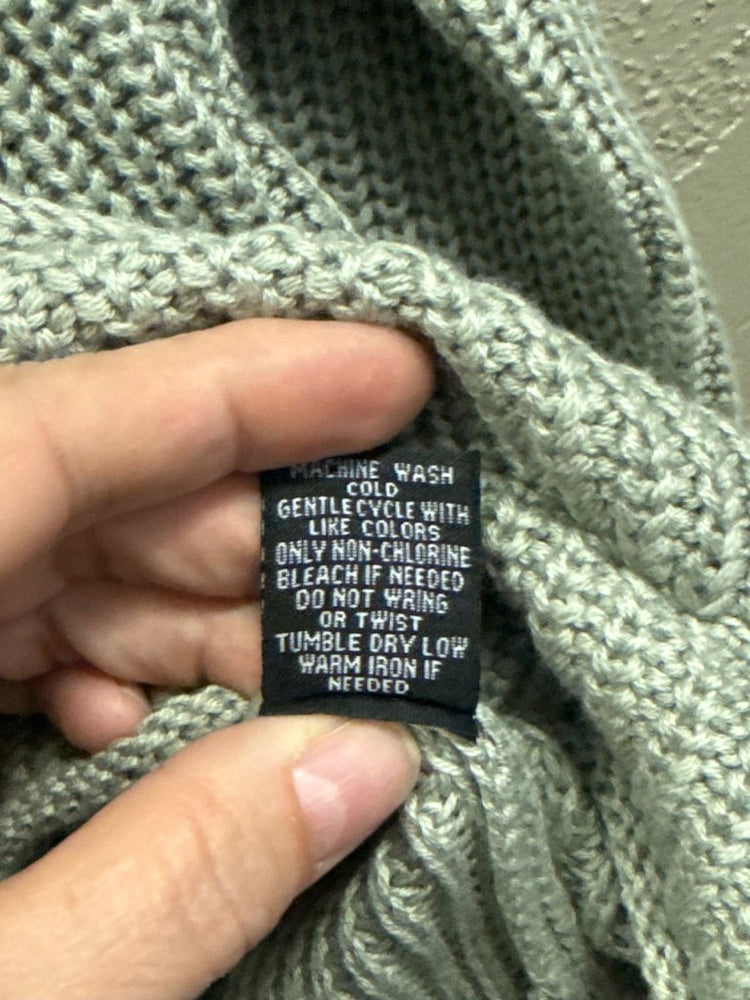 MACHINE WASH
COLD
GENTLE CYCLE WITH
LIKE COLORS
ONLY NON-CHLORINE
BLEACH IF NEEDED
DO NOT WRING
OR TWIST
TUMBLE DRY LOW
WARM IRON IF
NEEDED